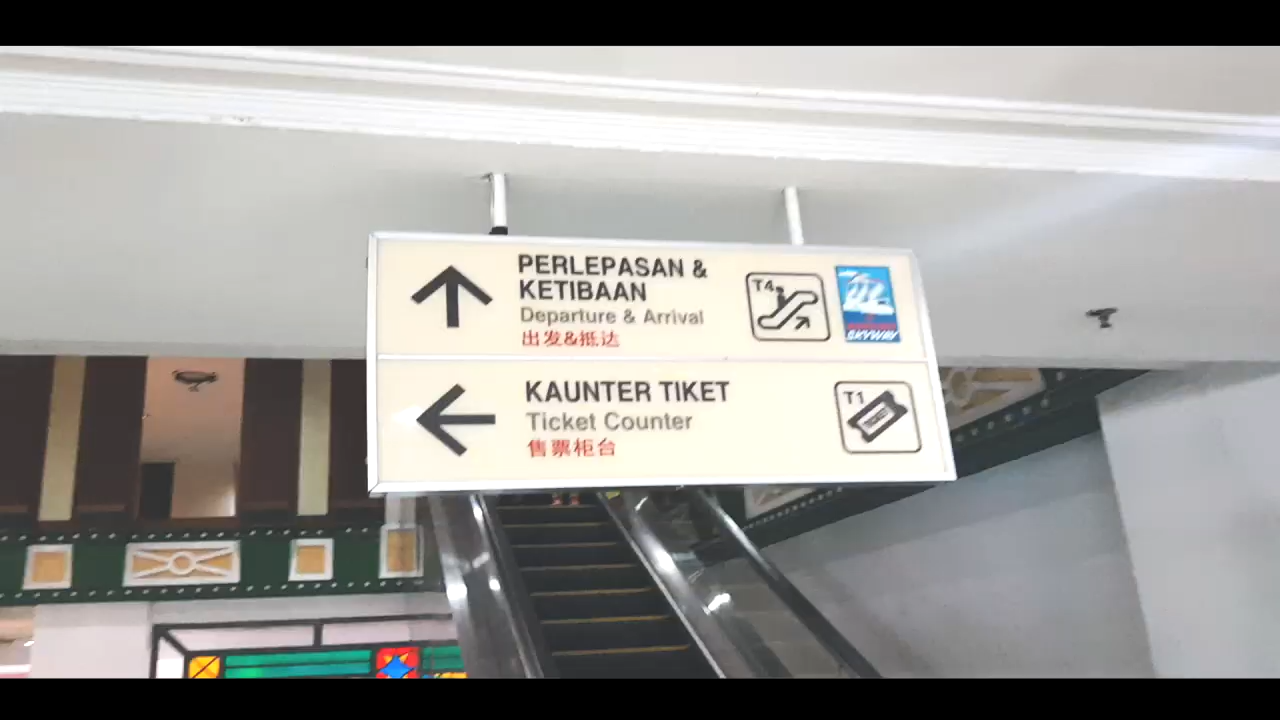 PERLEPASAN &
KETIBAAN
Departure & Arrival
出发&抵达
T4
SKYWAY
KAUNTER TIKET
Ticket Counter
售票柜台
T1